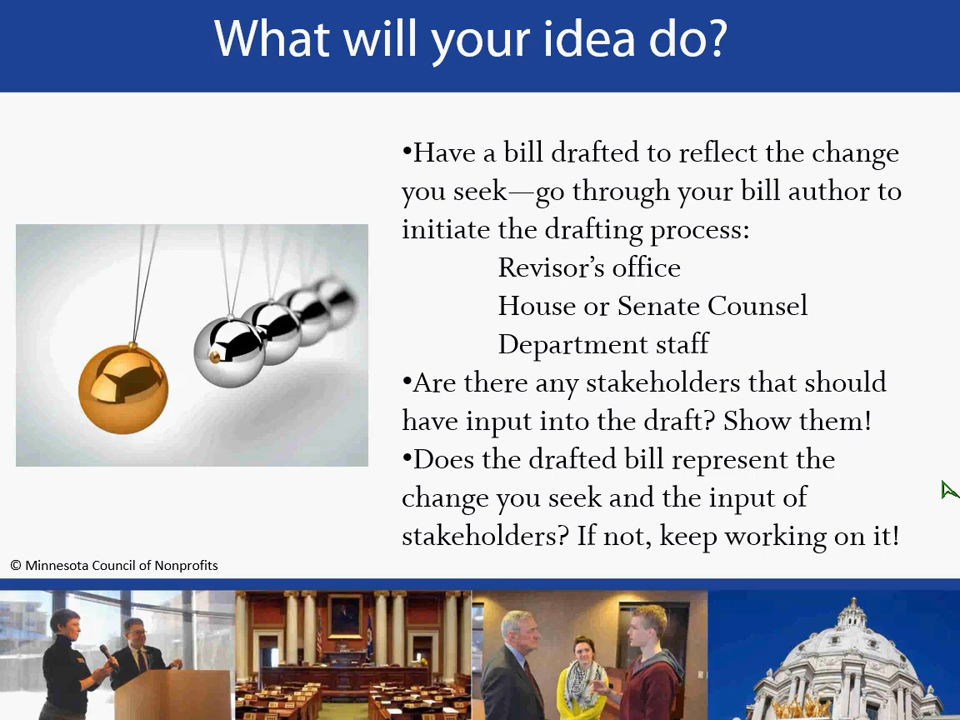 What will your idea do?
•Have a bill drafted to reflect the change
you seek—go through your bill author to
initiate the drafting process:
Revisor’s office
House or Senate Counsel
Department staff
•Are there any stakeholders that should
have input into the draft? Show them!
•Does the drafted bill represent the
change you seek and the input of
stakeholders? If not, keep working on it!
© Minnesota Council of Nonprofits